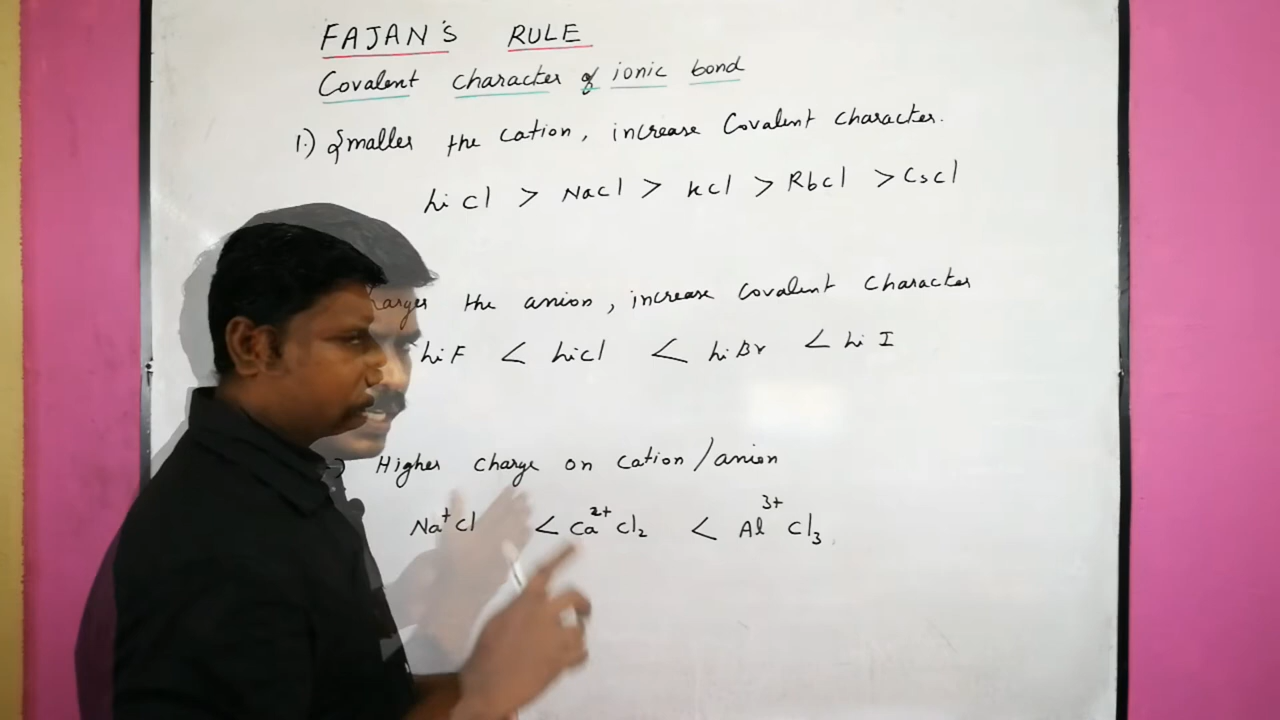 FAJAN'S RULE
Covalent character of ionic bond
1.) Smaller the cation, increase Covalent character.
LiCl > NaCl > KCl > RbCl > CsCl
the anion, increase Covalent character
LiF < LiCl < LiBr < LiI
) Higher charge on cation/anion
Na⁺Cl < Ca²⁺Cl₂ < Al³⁺Cl₃